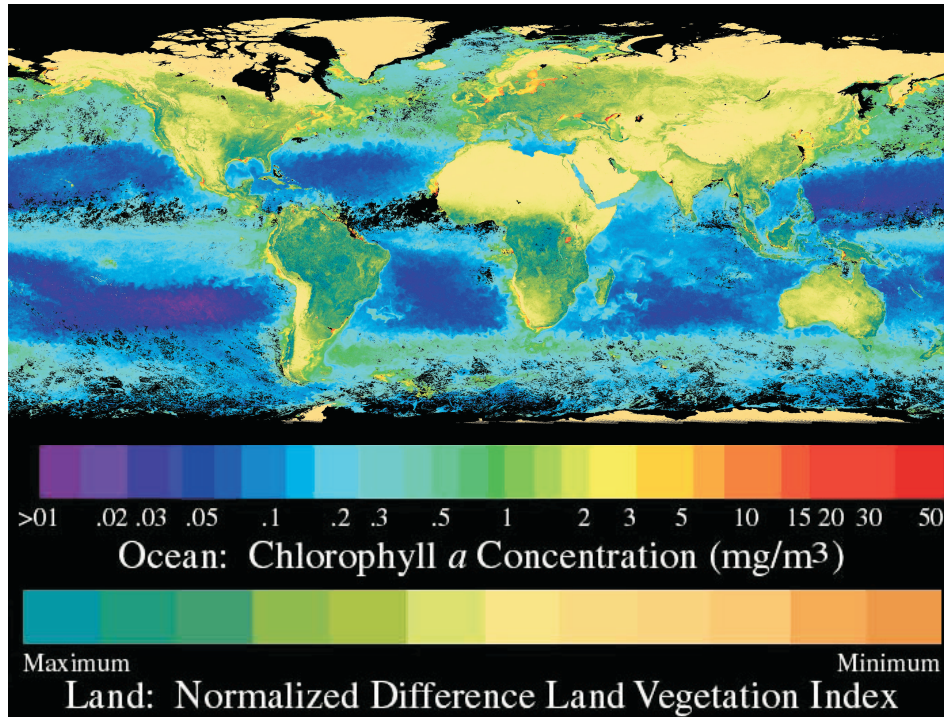 >01 .02 .03 .05 .1 .2 .3 .5 1 2 3 5 10 15 20 30 50
Ocean: Chlorophyll a Concentration (mg/m3)
Maximum Minimum
Land: Normalized Difference Land Vegetation Index